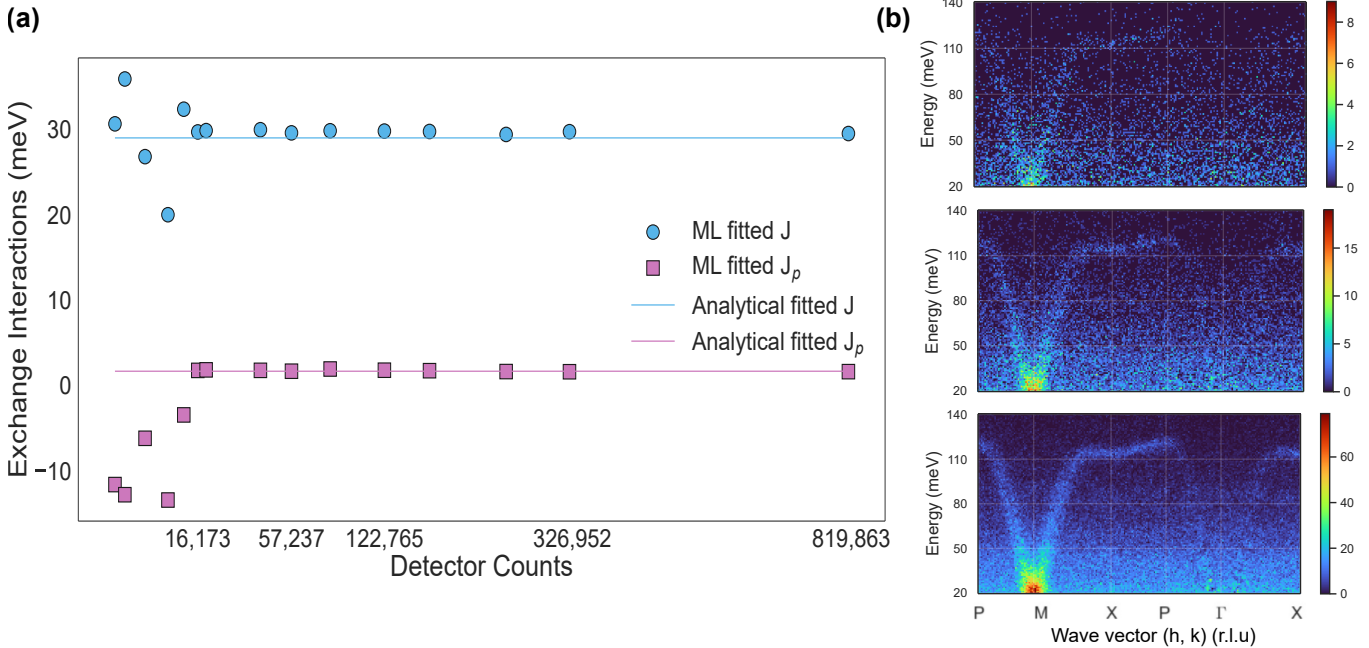 (a)
Exchange Interactions (meV)
30
20
10
0
−10
ML fitted J
ML fitted Jₚ
Analytical fitted J
Analytical fitted Jₚ
16,173
57,237
122,765
326,952
819,863
Detector Counts
(b)
Energy (meV)
140
110
80
50
20
8
6
4
2
0
Energy (meV)
140
110
80
50
20
15
10
5
0
Energy (meV)
140
110
80
50
20
60
40
20
0
P M X P Γ X
Wave vector (h, k) (r.l.u)